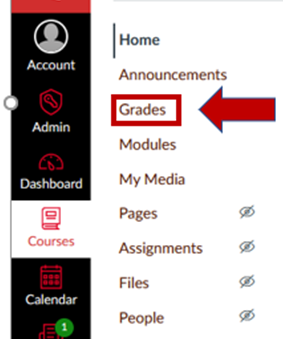 Account
Admin
Dashboard
Courses
Calendar
1
Home
Announcements
Grades
Modules
My Media
Pages
Assignments
Files
People